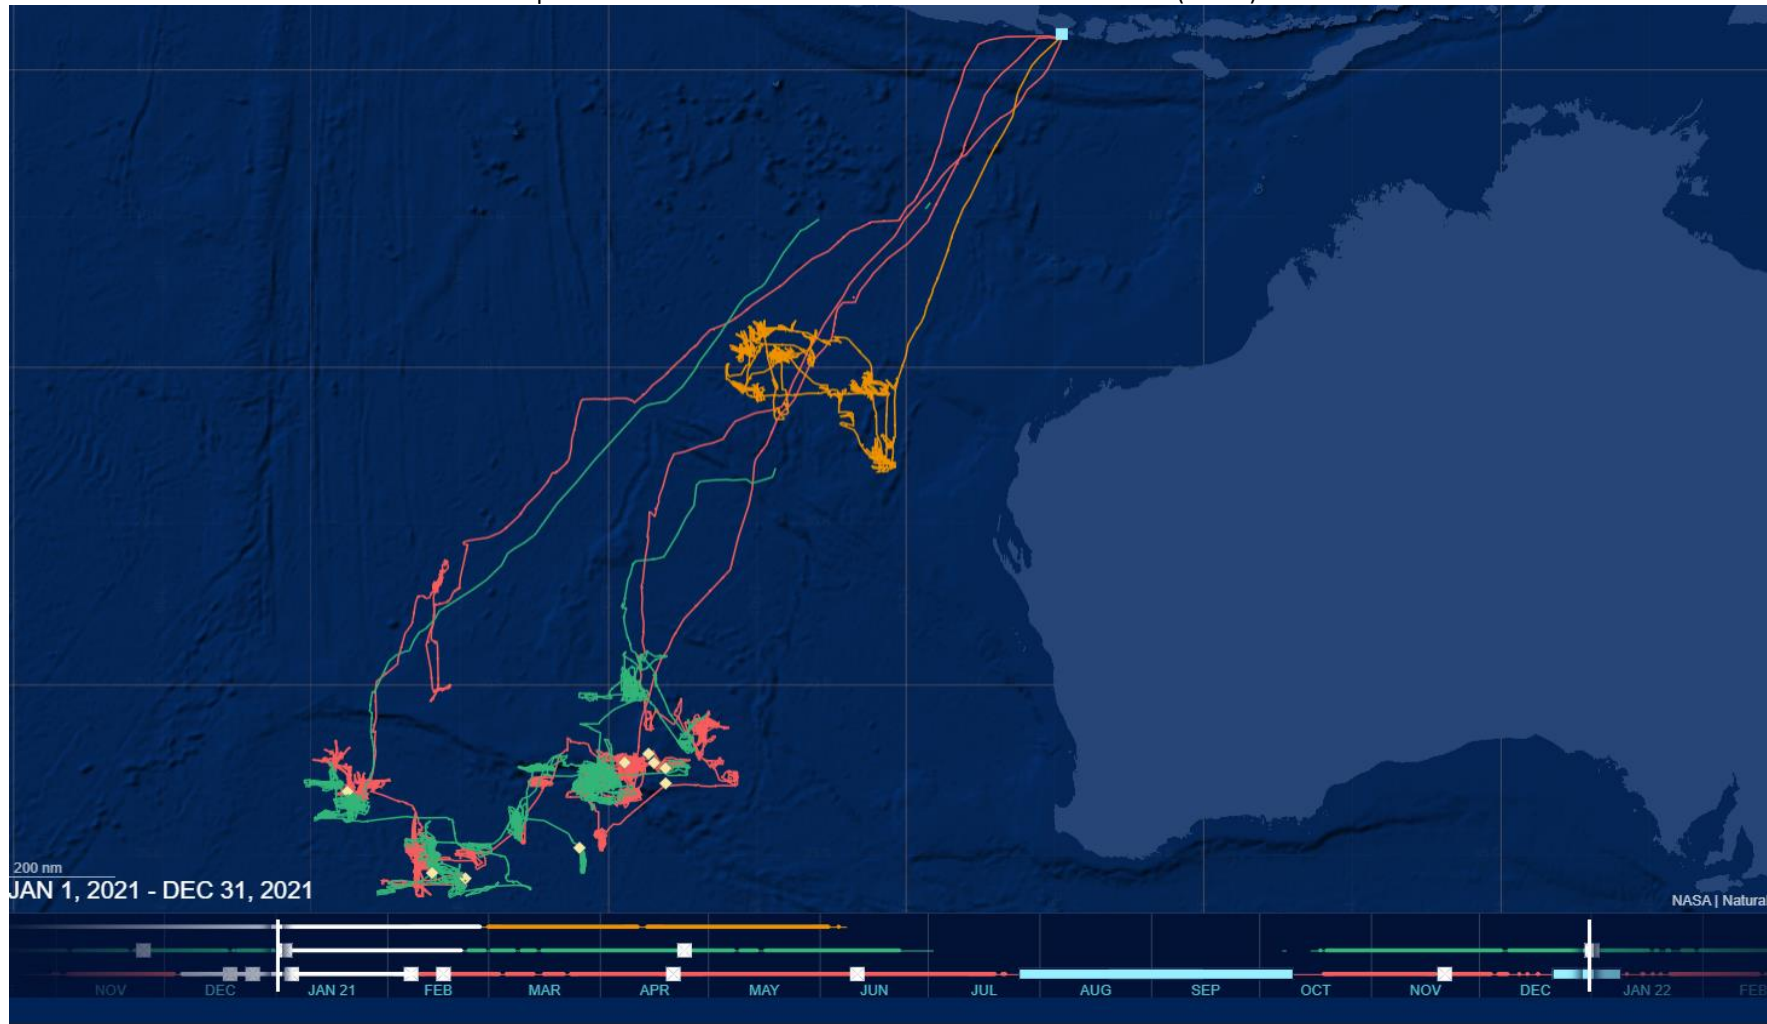 200 nm
JAN 1, 2021 - DEC 31, 2021
NASA | Natural
NOV DEC JAN 21 FEB MAR APR MAY JUN JUL AUG SEP OCT NOV DEC JAN 22 FEB